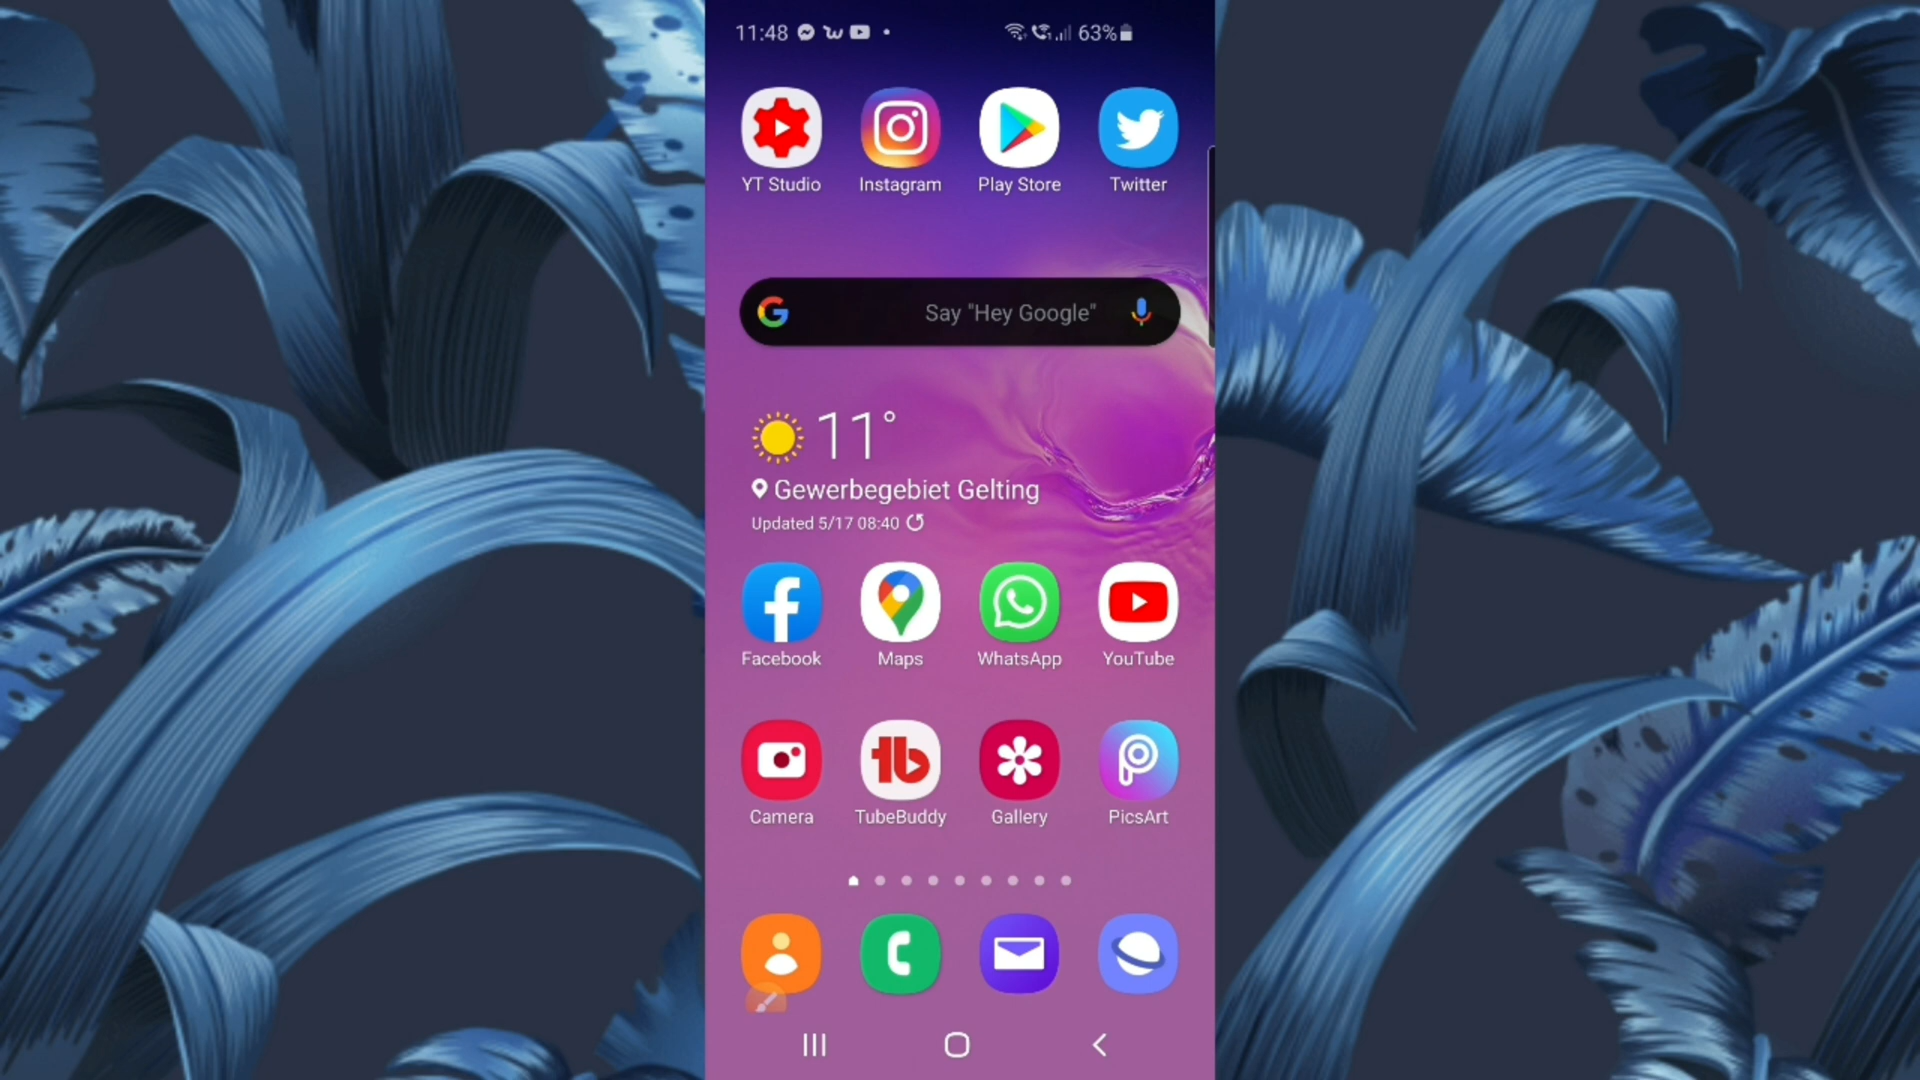 11:48 63%
YT Studio Instagram Play Store Twitter
Say "Hey Google"
11°
Gewerbegebiet Gelting
Updated 5/17 08:40
Facebook Maps WhatsApp YouTube
Camera TubeBuddy Gallery PicsArt